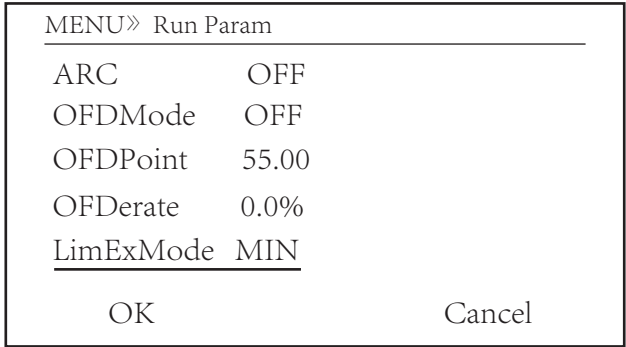 MENU» Run Param
ARC OFF
OFDMode OFF
OFDPoint 55.00
OFDerate 0.0%
LimExMode MIN
OK Cancel